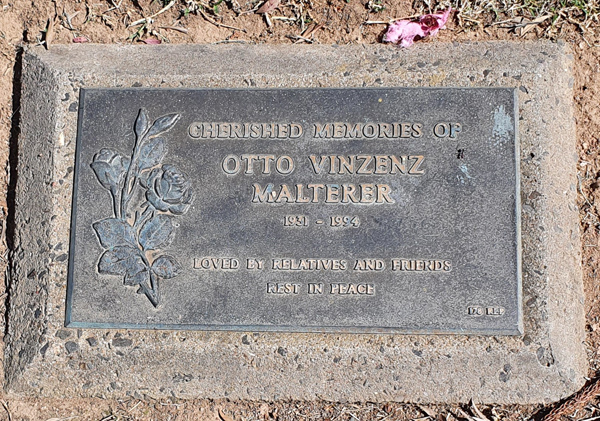 CHERISHED MEMORIES OF
OTTO VINZENZ
MALTERER
1931 - 1994
LOVED BY RELATIVES AND FRIENDS
REST IN PEACE